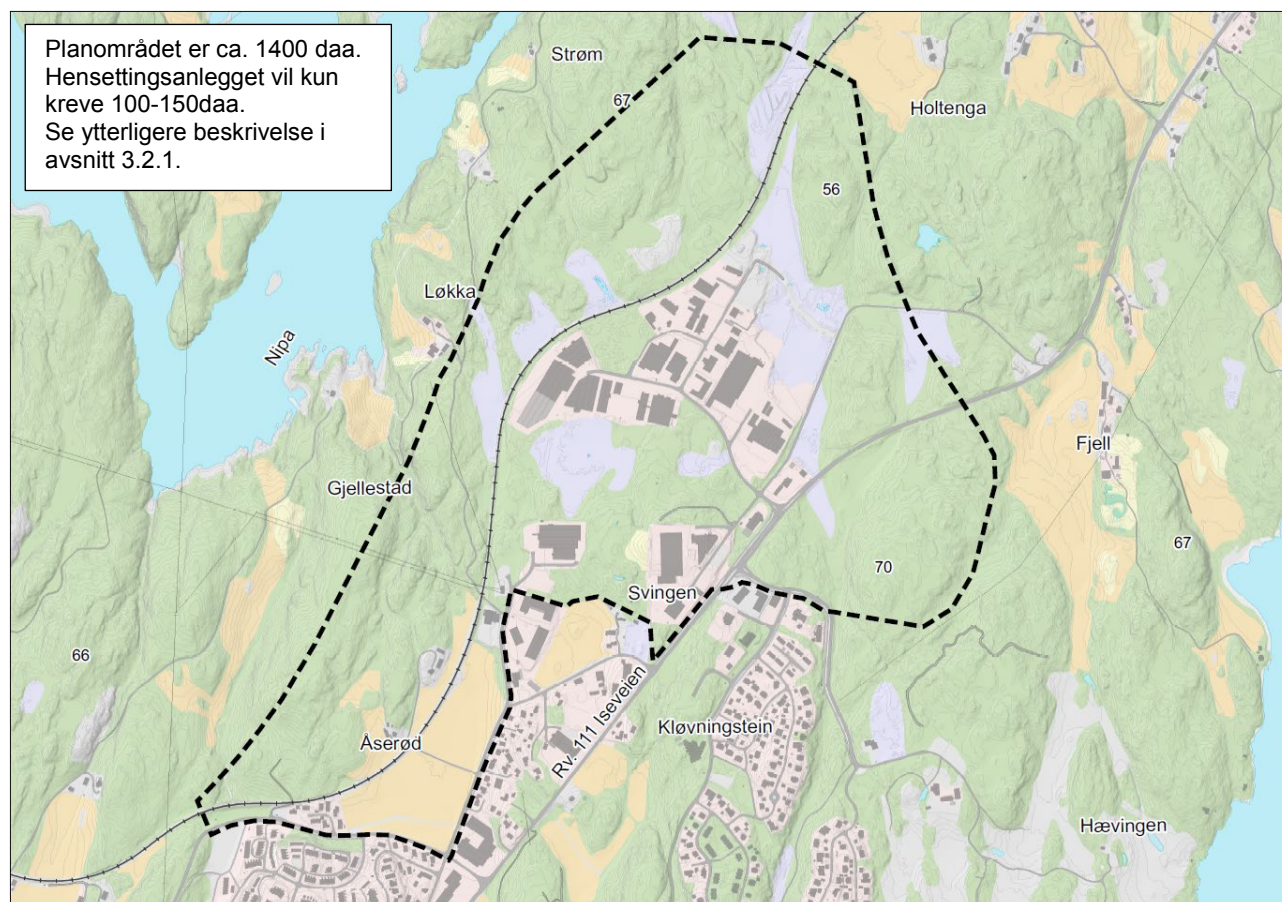 Planområdet er ca. 1400 daa.
Hensettingsanlegget vil kun
kreve 100-150daa.
Se ytterligere beskrivelse i
avsnitt 3.2.1.
Strøm
67
Holtenga
56
Løkka
Nipa
Fjell
Gjellestad
67
70
Svingen
66
Rv. 111 Iseveien
Kløvningstein
Åserød
Hævingen